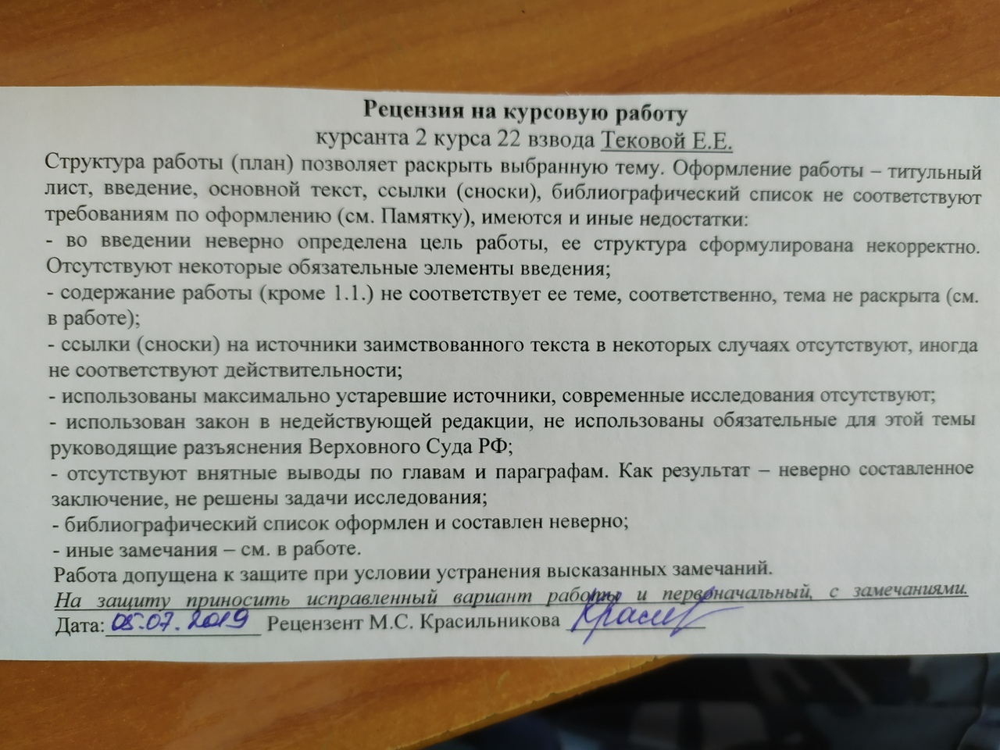 Рецензия на курсовую работу
курсанта 2 курса 22 взвода Тековой Е.Е.
Структура работы (план) позволяет раскрыть выбранную тему. Оформление работы – титульный
лист, введение, основной текст, ссылки (сноски), библиографический список не соответствуют
требованиям по оформлению (см. Памятку), имеются и иные недостатки:
- во введении неверно определена цель работы, ее структура сформулирована некорректно.
Отсутствуют некоторые обязательные элементы введения;
- содержание работы (кроме 1.1.) не соответствует ее теме, соответственно, тема не раскрыта (см.
в работе);
- ссылки (сноски) на источники заимствованного текста в некоторых случаях отсутствуют, иногда
не соответствуют действительности;
- использованы максимально устаревшие источники, современные исследования отсутствуют;
- использован закон в недействующей редакции, не использованы обязательные для этой темы
руководящие разъяснения Верховного Суда РФ;
- отсутствуют внятные выводы по главам и параграфам. Как результат – неверно составленное
заключение, не решены задачи исследования;
- библиографический список оформлен и составлен неверно;
- иные замечания – см. в работе.
Работа допущена к защите при условии устранения высказанных замечаний.
На защиту приносить исправленный вариант работы и первоначальный, с замечаниями.
Дата: 05.07.2019 Рецензент М.С. Красильникова